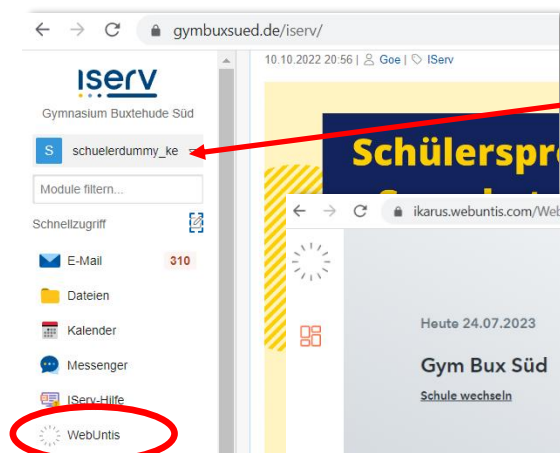 gymbuxsued.de/iserv/
10.10.2022 20:56 | Goe | IServ
Iserv
Gymnasium Buxtehude Süd
S schuelerdummy_ke
Module filtern...
Schnellzugriff
E-Mail 310
Dateien
Kalender
Messenger
IServ-Hilfe
WebUntis
Schülerspre
ikarus.webuntis.com/Web
Heute 24.07.2023
Gym Bux Süd
Schule wechseln